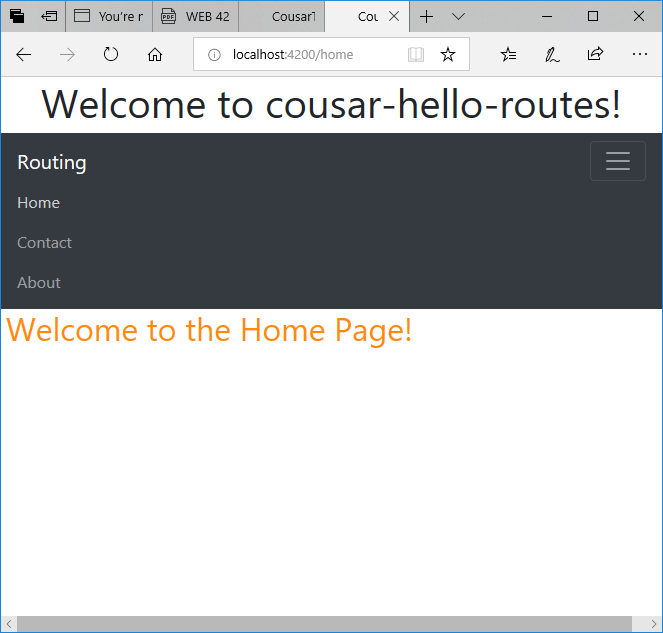 You're r
WEB 42
CousarT
Cou
localhost:4200/home
Welcome to cousar-hello-routes!
Routing
Home
Contact
About
Welcome to the Home Page!